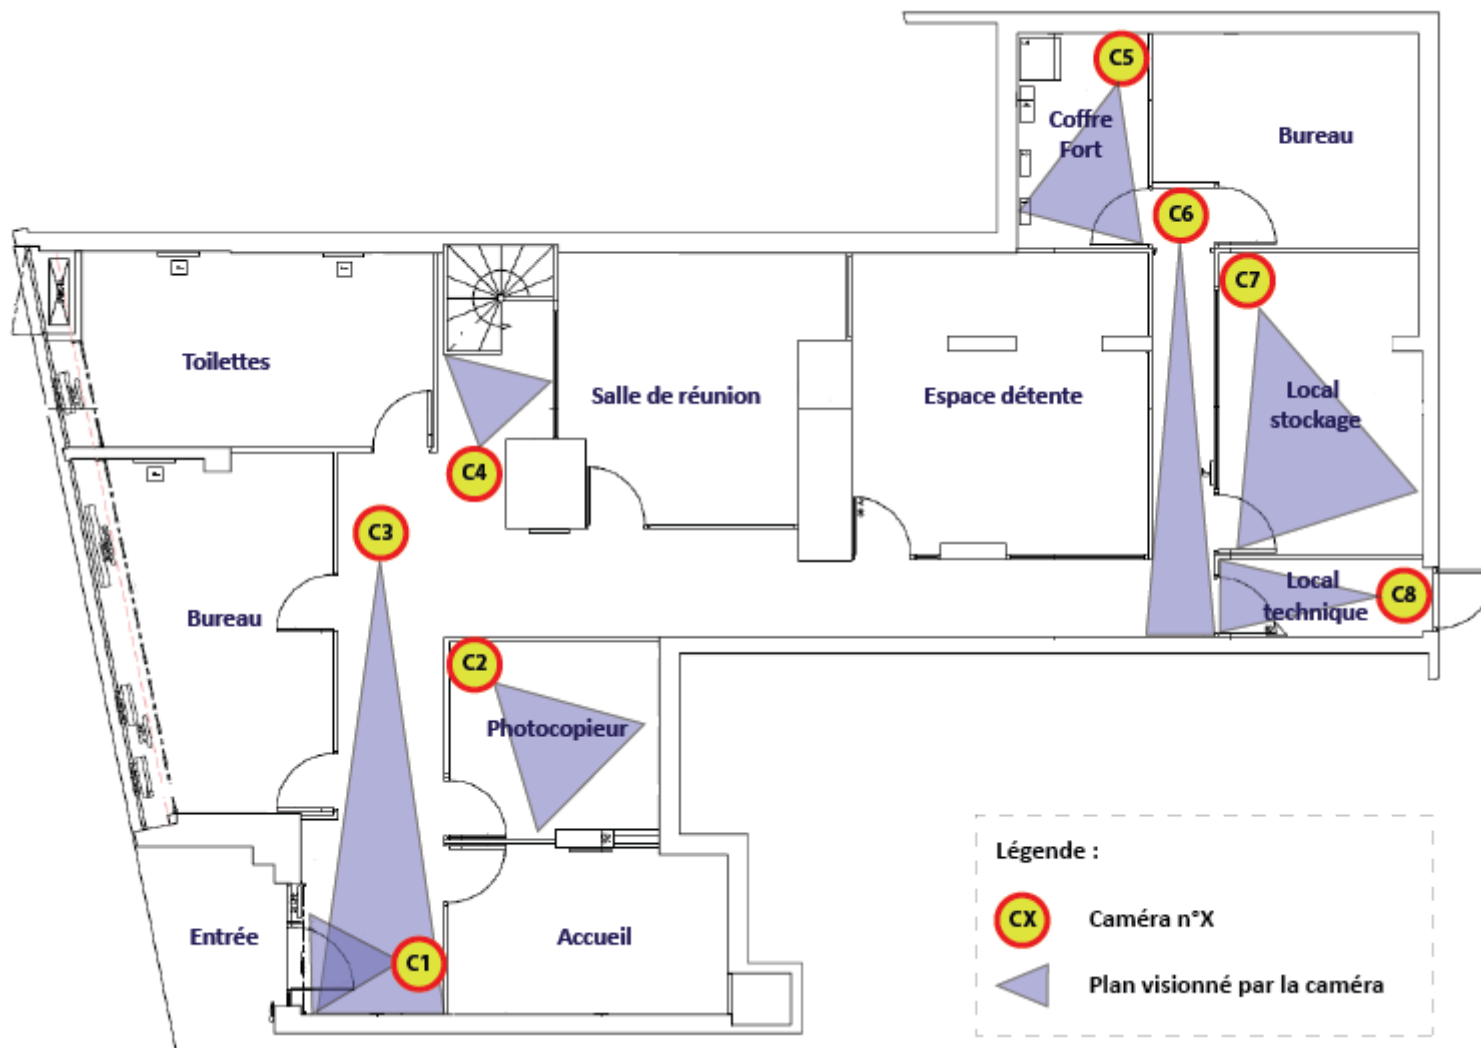 C5
Coffre
Fort
Bureau
C6
C7
Toilettes
Salle de réunion
Espace détente
Local
stockage
C4
C3
Bureau
Local
technique
C8
C2
Photocopieur
Entrée
C1
Accueil
Légende :
CX
Caméra n°X
Plan visionné par la caméra